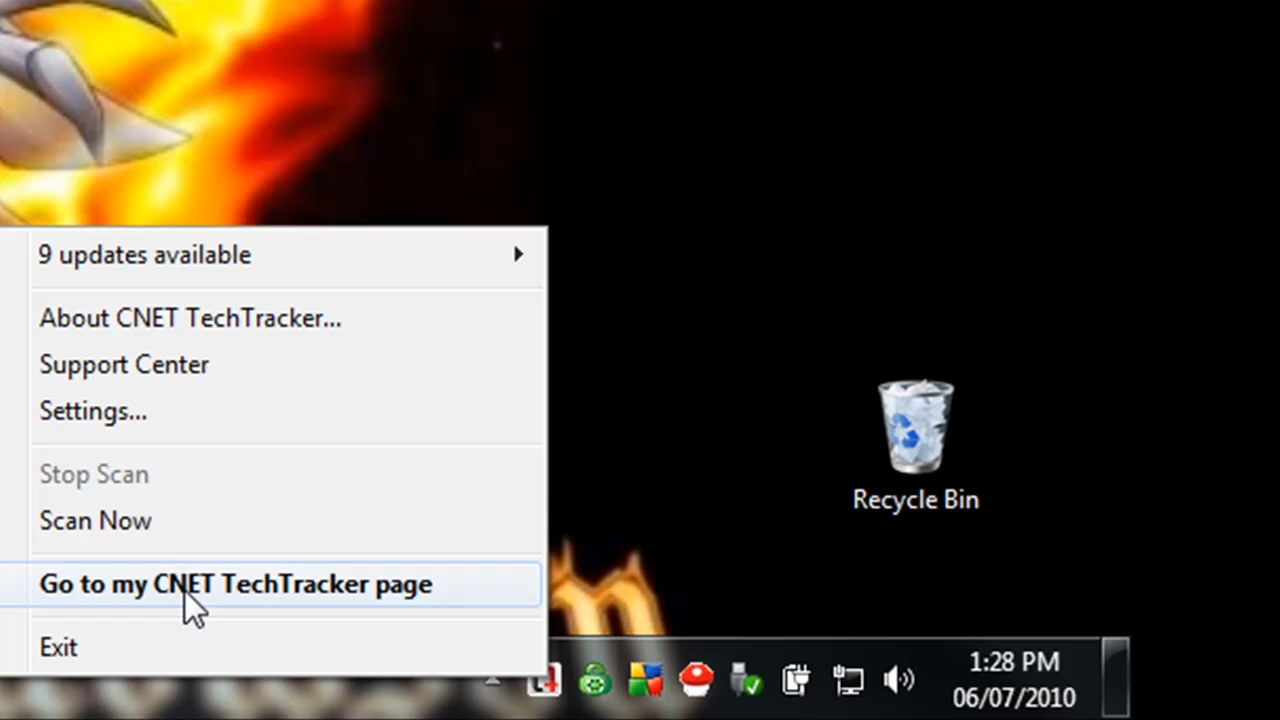 9 updates available
About CNET TechTracker...
Support Center
Settings...
Stop Scan
Scan Now
Go to my CNET TechTracker page
Exit
Recycle Bin
1:28 PM
06/07/2010